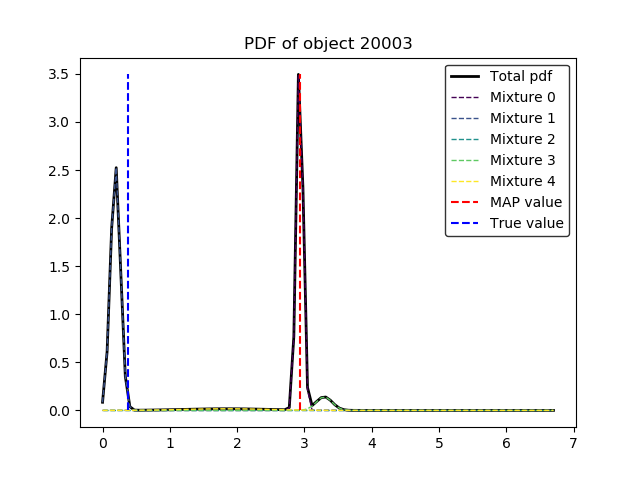 PDF of object 20003
Total pdf
Mixture 0
Mixture 1
Mixture 2
Mixture 3
Mixture 4
MAP value
True value
3.5
3.0
2.5
2.0
1.5
1.0
0.5
0.0
0 1 2 3 4 5 6 7